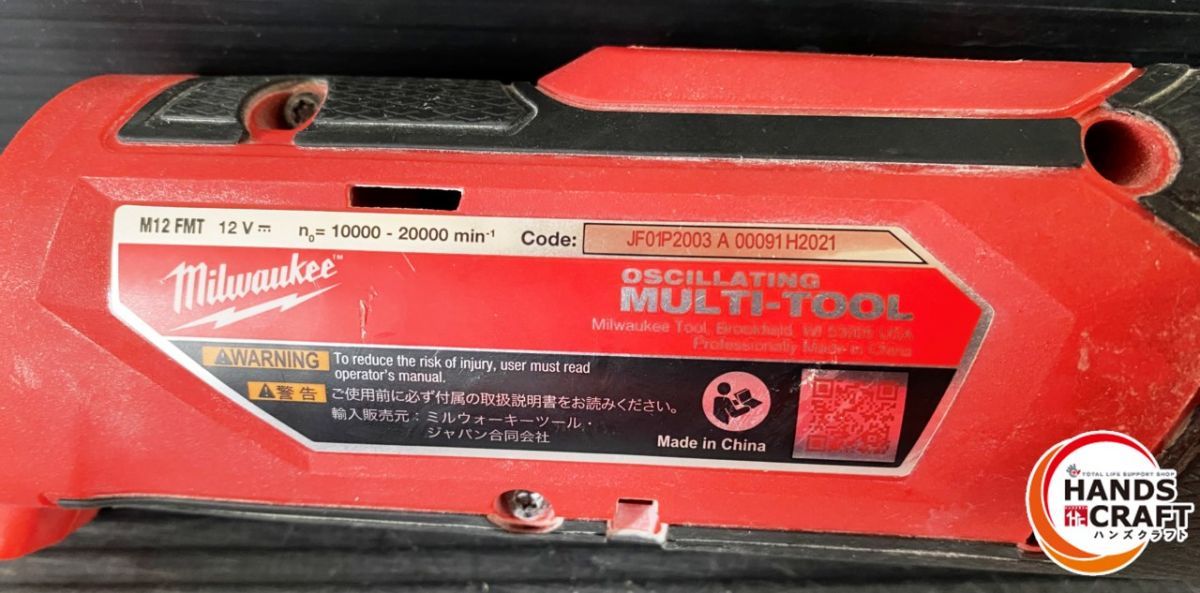 M12 FMT 12 V⎓ n₀= 10000 - 20000 min⁻¹ Code: JF01P2003 A 00091 H2021
Milwaukee™
OSCILLATING
MULTI-TOOL
Milwaukee Tool, Brookfield, WI 53005 USA
Professionally Made in China
⚠WARNING To reduce the risk of injury, user must read
operator's manual.
⚠警告 ご使用前に必ず付属の取扱説明書をお読みください。
輸入販売元：ミルウォーキーツール・
ジャパン合同会社
Made in China
TOTAL LIFE SUPPORT SHOP
HANDS
CRAFT
ハンズクラフト